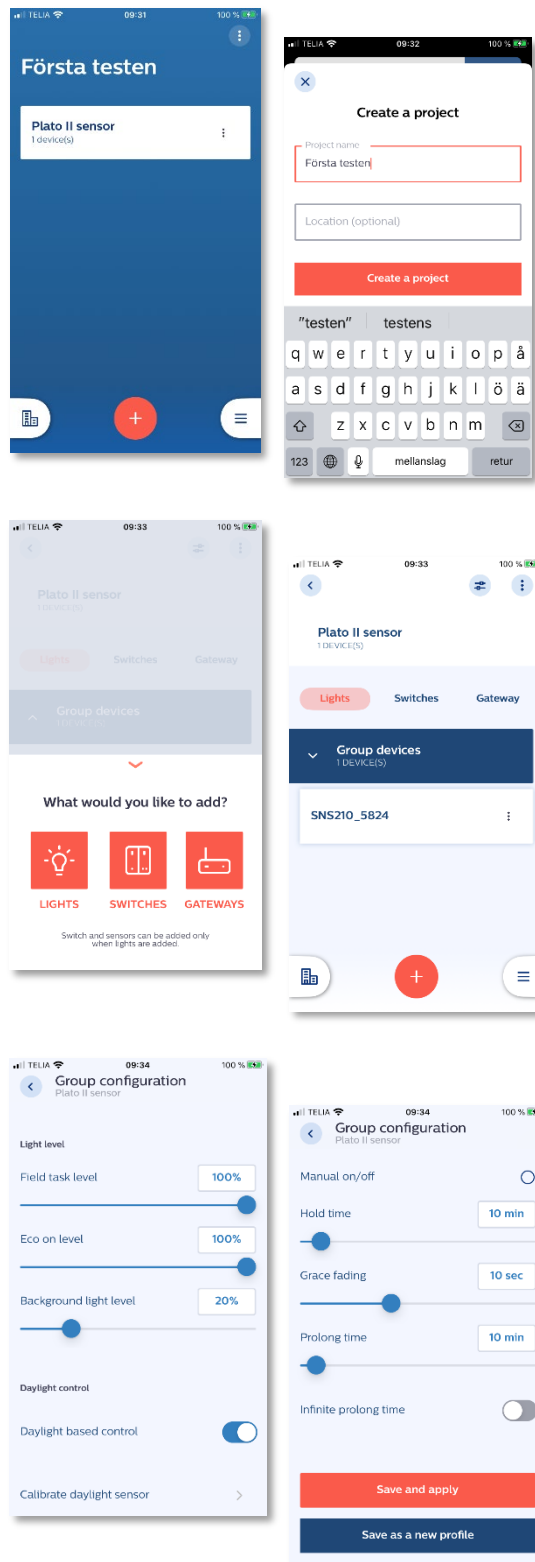 TELIA 09:31 100 %
Första testen
Plato II sensor
1 device(s)
TELIA 09:32 100 %
Create a project
Project name
Första testen
Location (optional)
Create a project
"testen" testens
q w e r t y u i o p å
a s d f g h j k l ö ä
z x c v b n m
123 mellanslag retur
TELIA 09:33 100 %
Plato II sensor
1 DEVICE(S)
Lights Switches Gateway
Group devices
1 DEVICE(S)
What would you like to add?
LIGHTS SWITCHES GATEWAYS
Switch and sensors can be added only
when lights are added.
TELIA 09:33 100 %
Plato II sensor
1 DEVICE(S)
Lights Switches Gateway
Group devices
1 DEVICE(S)
SNS210_5824
TELIA 09:34 100 %
Group configuration
Plato II sensor
Light level
Field task level 100%
Eco on level 100%
Background light level 20%
Daylight control
Daylight based control
Calibrate daylight sensor
TELIA 09:34 100 %
Group configuration
Plato II sensor
Manual on/off
Hold time 10 min
Grace fading 10 sec
Prolong time 10 min
Infinite prolong time
Save and apply
Save as a new profile